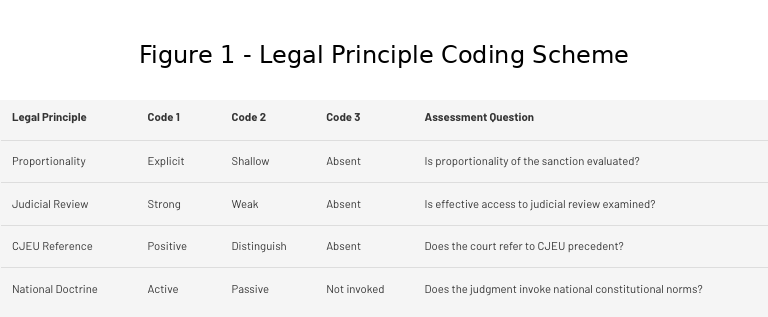 Figure 1 - Legal Principle Coding Scheme
Legal Principle Code 1 Code 2 Code 3 Assessment Question
Proportionality Explicit Shallow Absent Is proportionality of the sanction evaluated?
Judicial Review Strong Weak Absent Is effective access to judicial review examined?
CJEU Reference Positive Distinguish Absent Does the court refer to CJEU precedent?
National Doctrine Active Passive Not invoked Does the judgment invoke national constitutional norms?